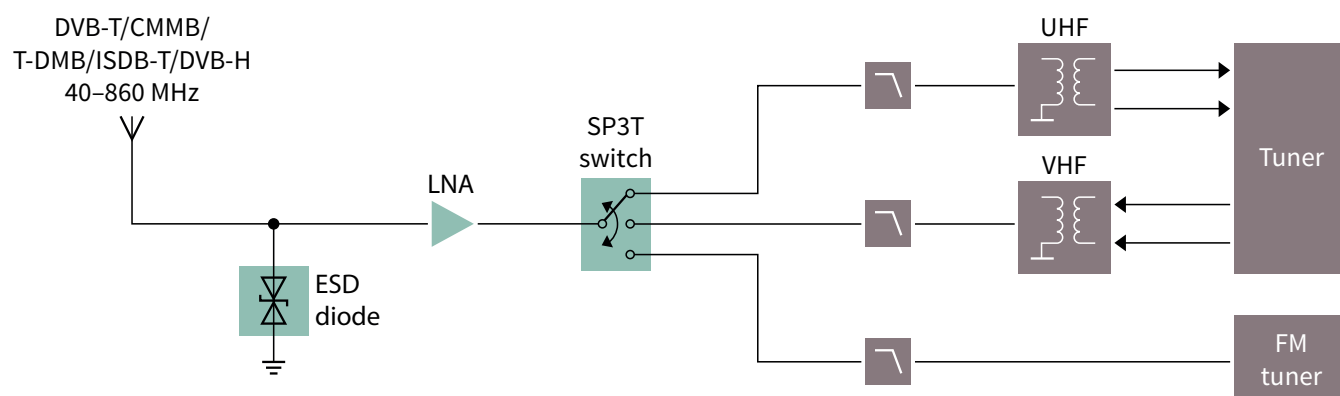 DVB-T/CMMB/
T-DMB/ISDB-T/DVB-H
40–860 MHz
LNA
SP3T
switch
ESD
diode
UHF
VHF
Tuner
FM
tuner